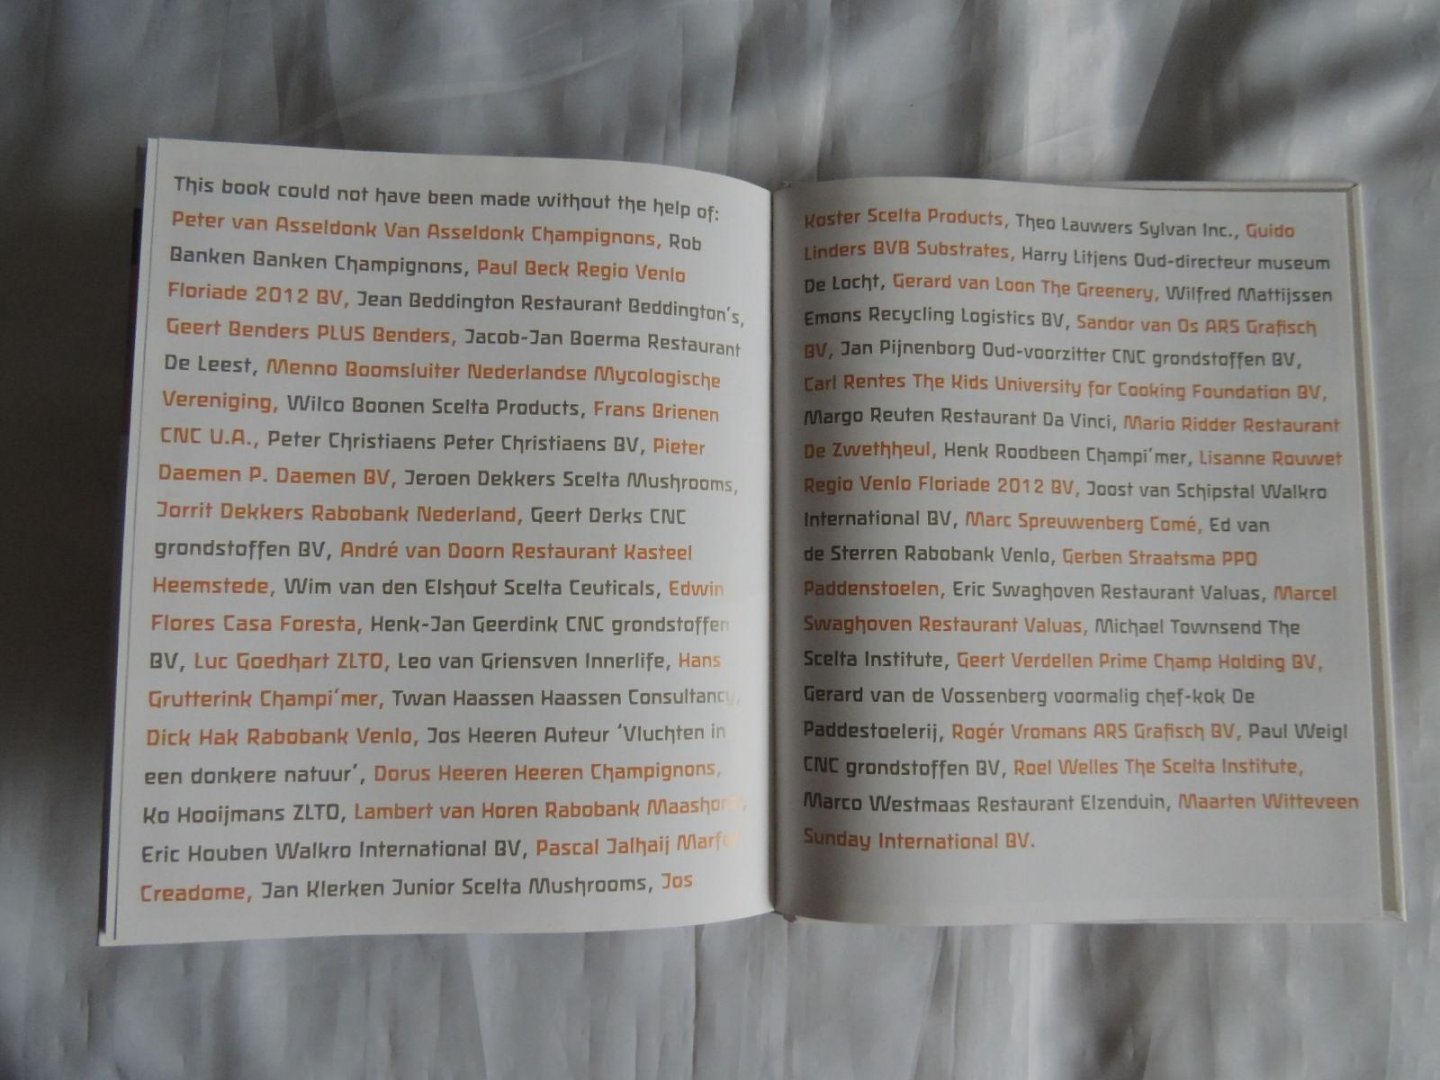 This book could not have been made without the help of:
Peter van Asseldonk Van Asseldonk Champignons, Rob
Banken Banken Champignons, Paul Beck Regio Venlo
Floriade 2012 BV, Jean Beddington Restaurant Beddington's,
Geert Benders PLUS Benders, Jacob-Jan Boerma Restaurant
De Leest, Menno Boomsluiter Nederlandse Mycologische
Vereniging, Wilco Boonen Scelta Products, Frans Brienen
CNC U.A., Peter Christiaens Peter Christiaens BV, Pieter
Daemen P. Daemen BV, Jeroen Dekkers Scelta Mushrooms,
Jorrit Dekkers Rabobank Nederland, Geert Derks CNC
grondstoffen BV, André van Doorn Restaurant Kasteel
Heemstede, Wim van den Elshout Scelta Ceuticals, Edwin
Flores Casa Foresta, Henk-Jan Geerdink CNC grondstoffen
BV, Luc Goedhart ZLTO, Leo van Griensven Innerlife, Hans
Grutterink Champi'mer, Twan Haassen Haassen Consultancy,
Dick Hak Rabobank Venlo, Jos Heeren Auteur 'Vluchten in
een donkere natuur', Dorus Heeren Heeren Champignons,
Ko Hooijmans ZLTO, Lambert van Horen Rabobank
Eric Houben Walkro International BV, Pascal Jalhaij
Creadome, Jan Klerken Junior Scelta Mushrooms, Jos
Koster Scelta Products, Theo Lauwers Sylvan Inc., Guido
Linders BVB Substrates, Harry Litjens Oud-directeur museum
De Locht, Gerard van Loon The Greenery, Wilfred Mattijssen
Emons Recycling Logistics BV, Sandor van Os ARS Grafisch
BV, Jan Pijnenborg Oud-voorzitter CNC grondstoffen BV,
Carl Rentes The Kids University for Cooking Foundation BV,
Margo Reuten Restaurant Da Vinci, Mario Ridder Restaurant
De Zwethheul, Henk Roodbeen Champi'mer, Lisanne Rouwet
Regio Venlo Floriade 2012 BV, Joost van Schipstal Walkro
International BV, Marc Spreuwenberg Comé, Ed van
de Sterren Rabobank Venlo, Gerben Straatsma PPO
Paddenstoelen, Eric Swaghoven Restaurant Valuas, Marcel
Swaghoven Restaurant Valuas, Michael Townsend The
Scelta Institute, Geert Verdellen Prime Champ Holding BV,
Gerard van de Vossenberg voormalig chef-kok De
Paddestoelerij, Rogér Vromans ARS Grafisch BV, Paul Weigl
CNC grondstoffen BV, Roel Welles The Scelta Institute,
Marco Westmaas Restaurant Elzenduin, Maarten Witteveen
Sunday International BV.